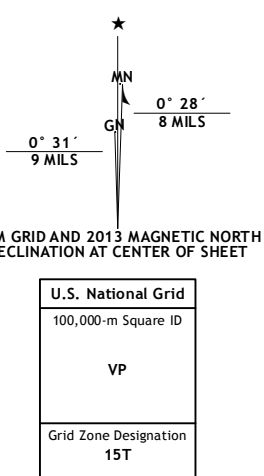 ★
MN
0° 28´
8 MILS
GN
0° 31´
9 MILS
M GRID AND 2013 MAGNETIC NORTH
ECLINATION AT CENTER OF SHEET
U.S. National Grid
100,000-m Square ID
VP
Grid Zone Designation
15T